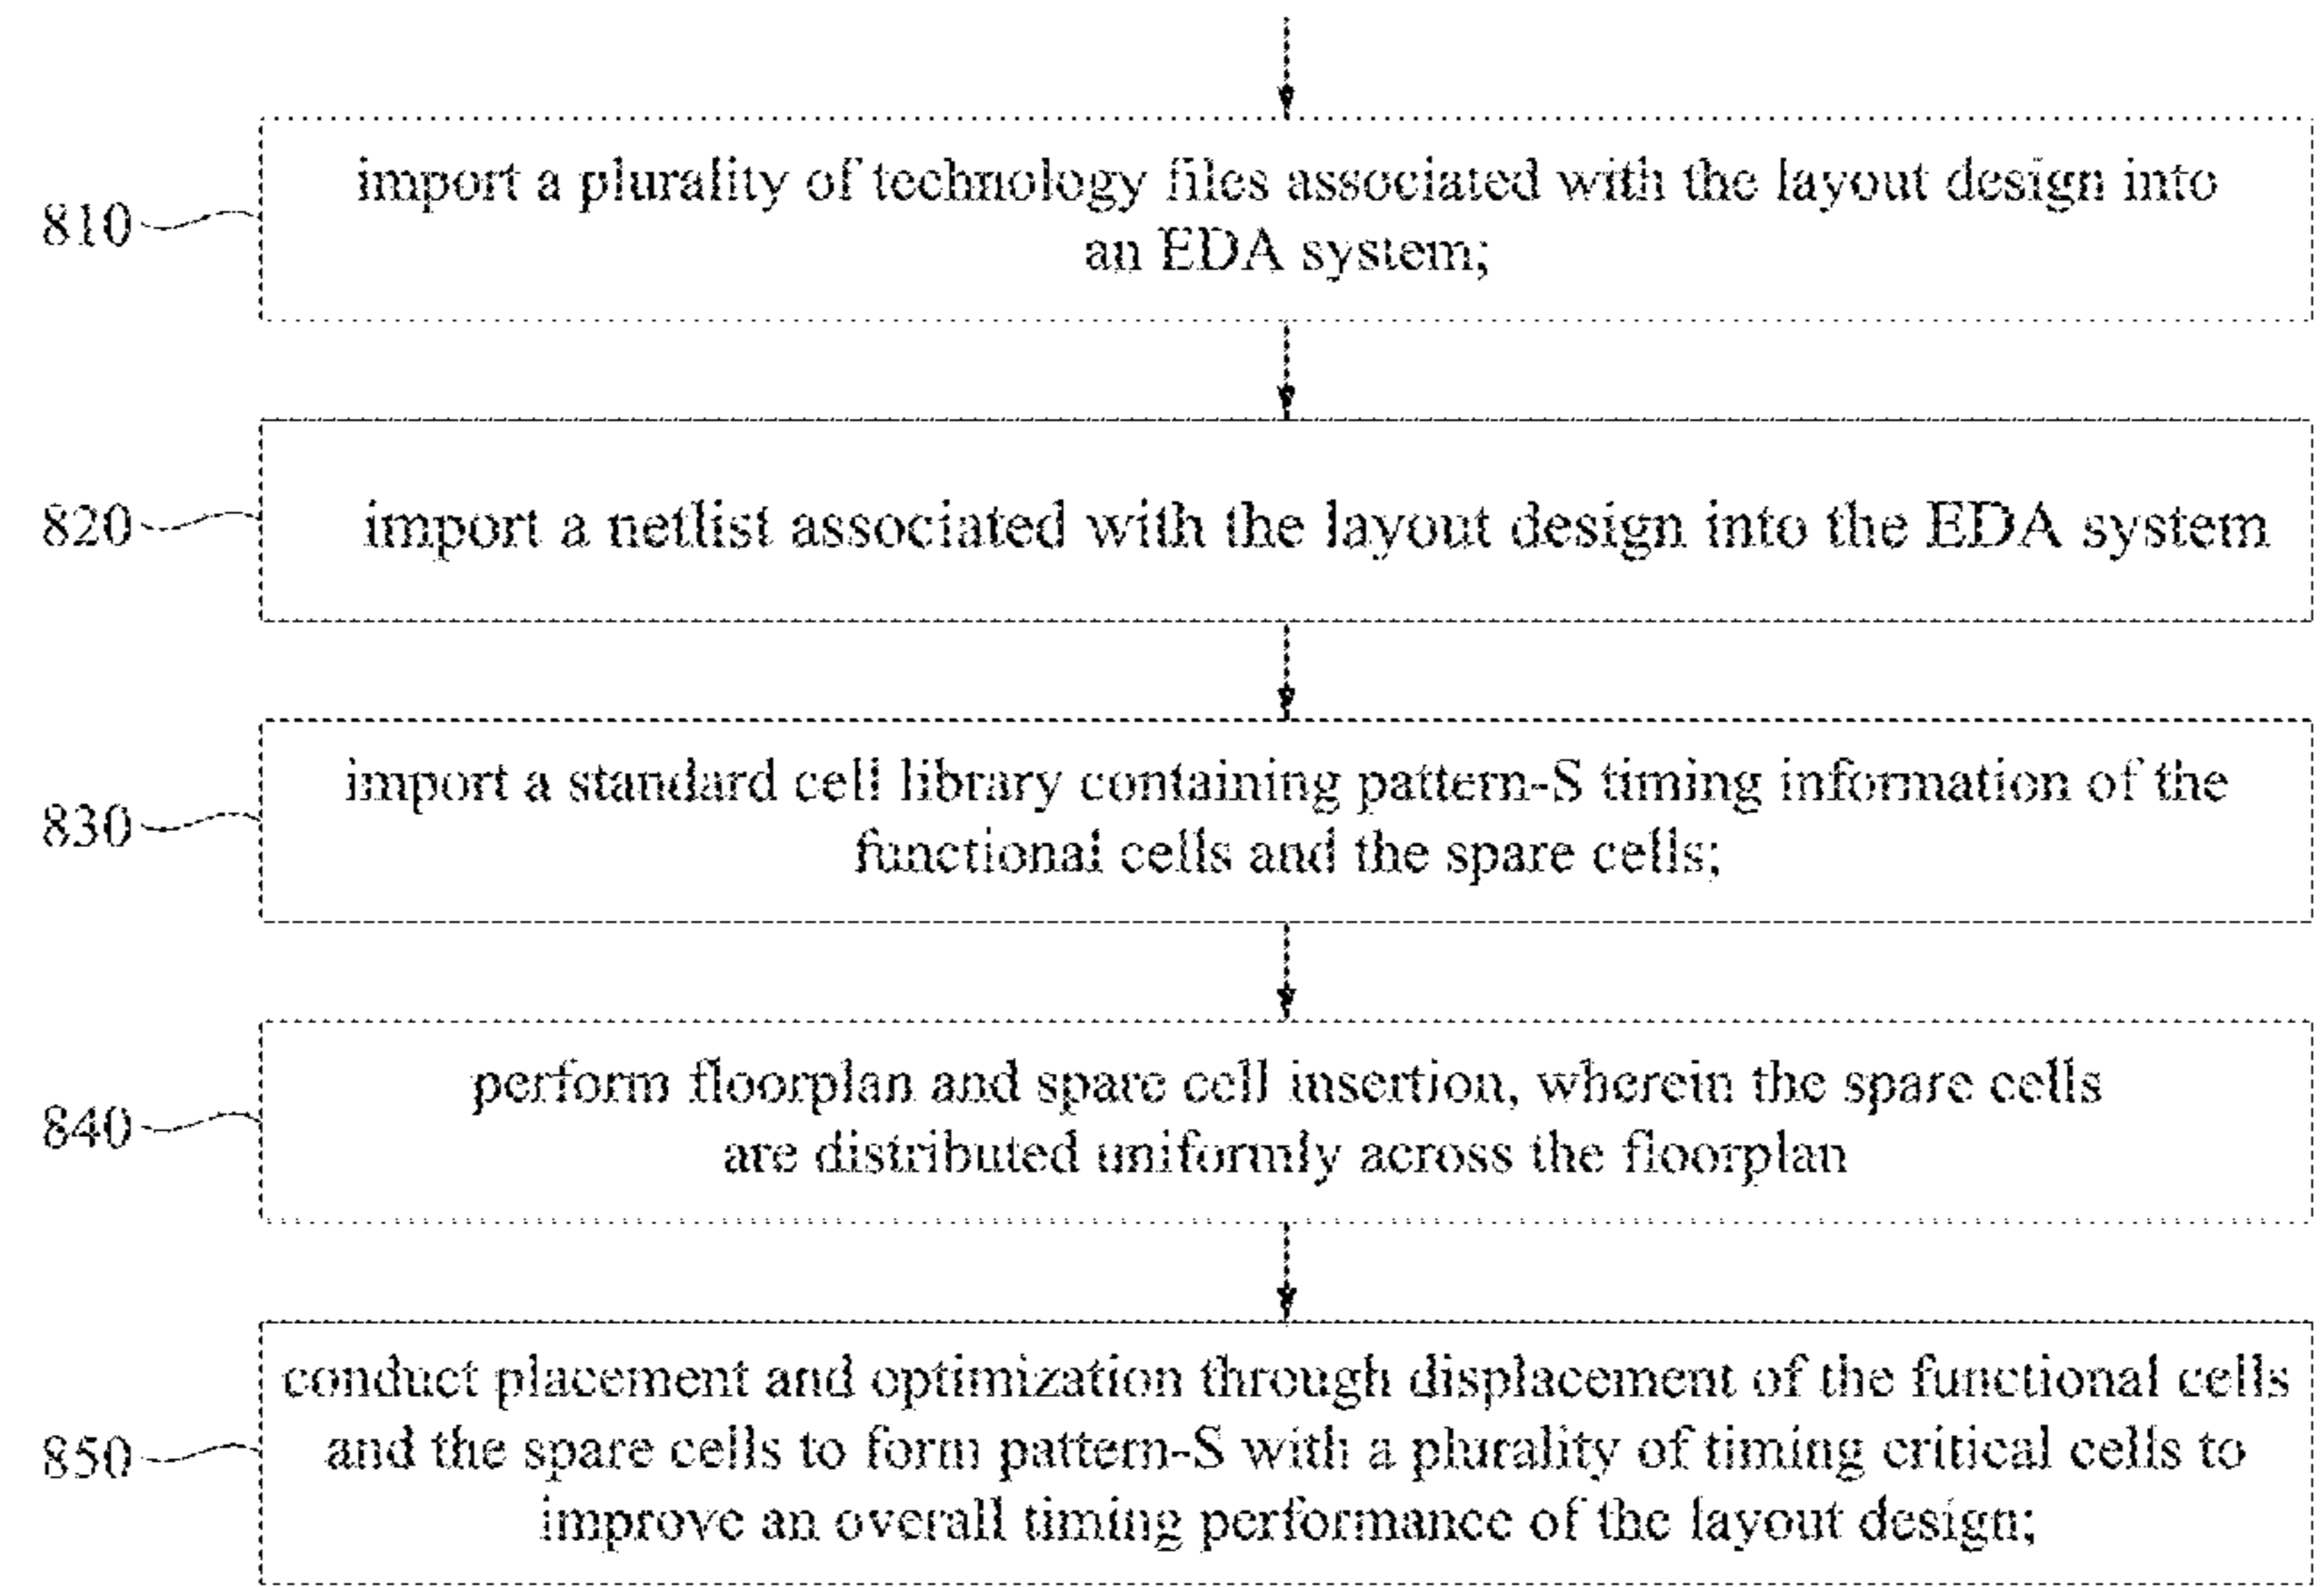 import a plurality of technology files associated with the layout design into
810
an EDA system;
820 import a netlist associated with the layout design into the EDA system
import a standard cell library containing pattern-S timing information of the
830
functional cells and the spare cells;
perform floorplan and spare cell insertion, wherein the spare cells
840
are distributed uniformly across the floorplan
conduct placement and optimization through displacement of the functional cells
850 and the spare cells to form pattern-S with a plurality of timing critical cells to
improve an overall timing performance of the layout design;